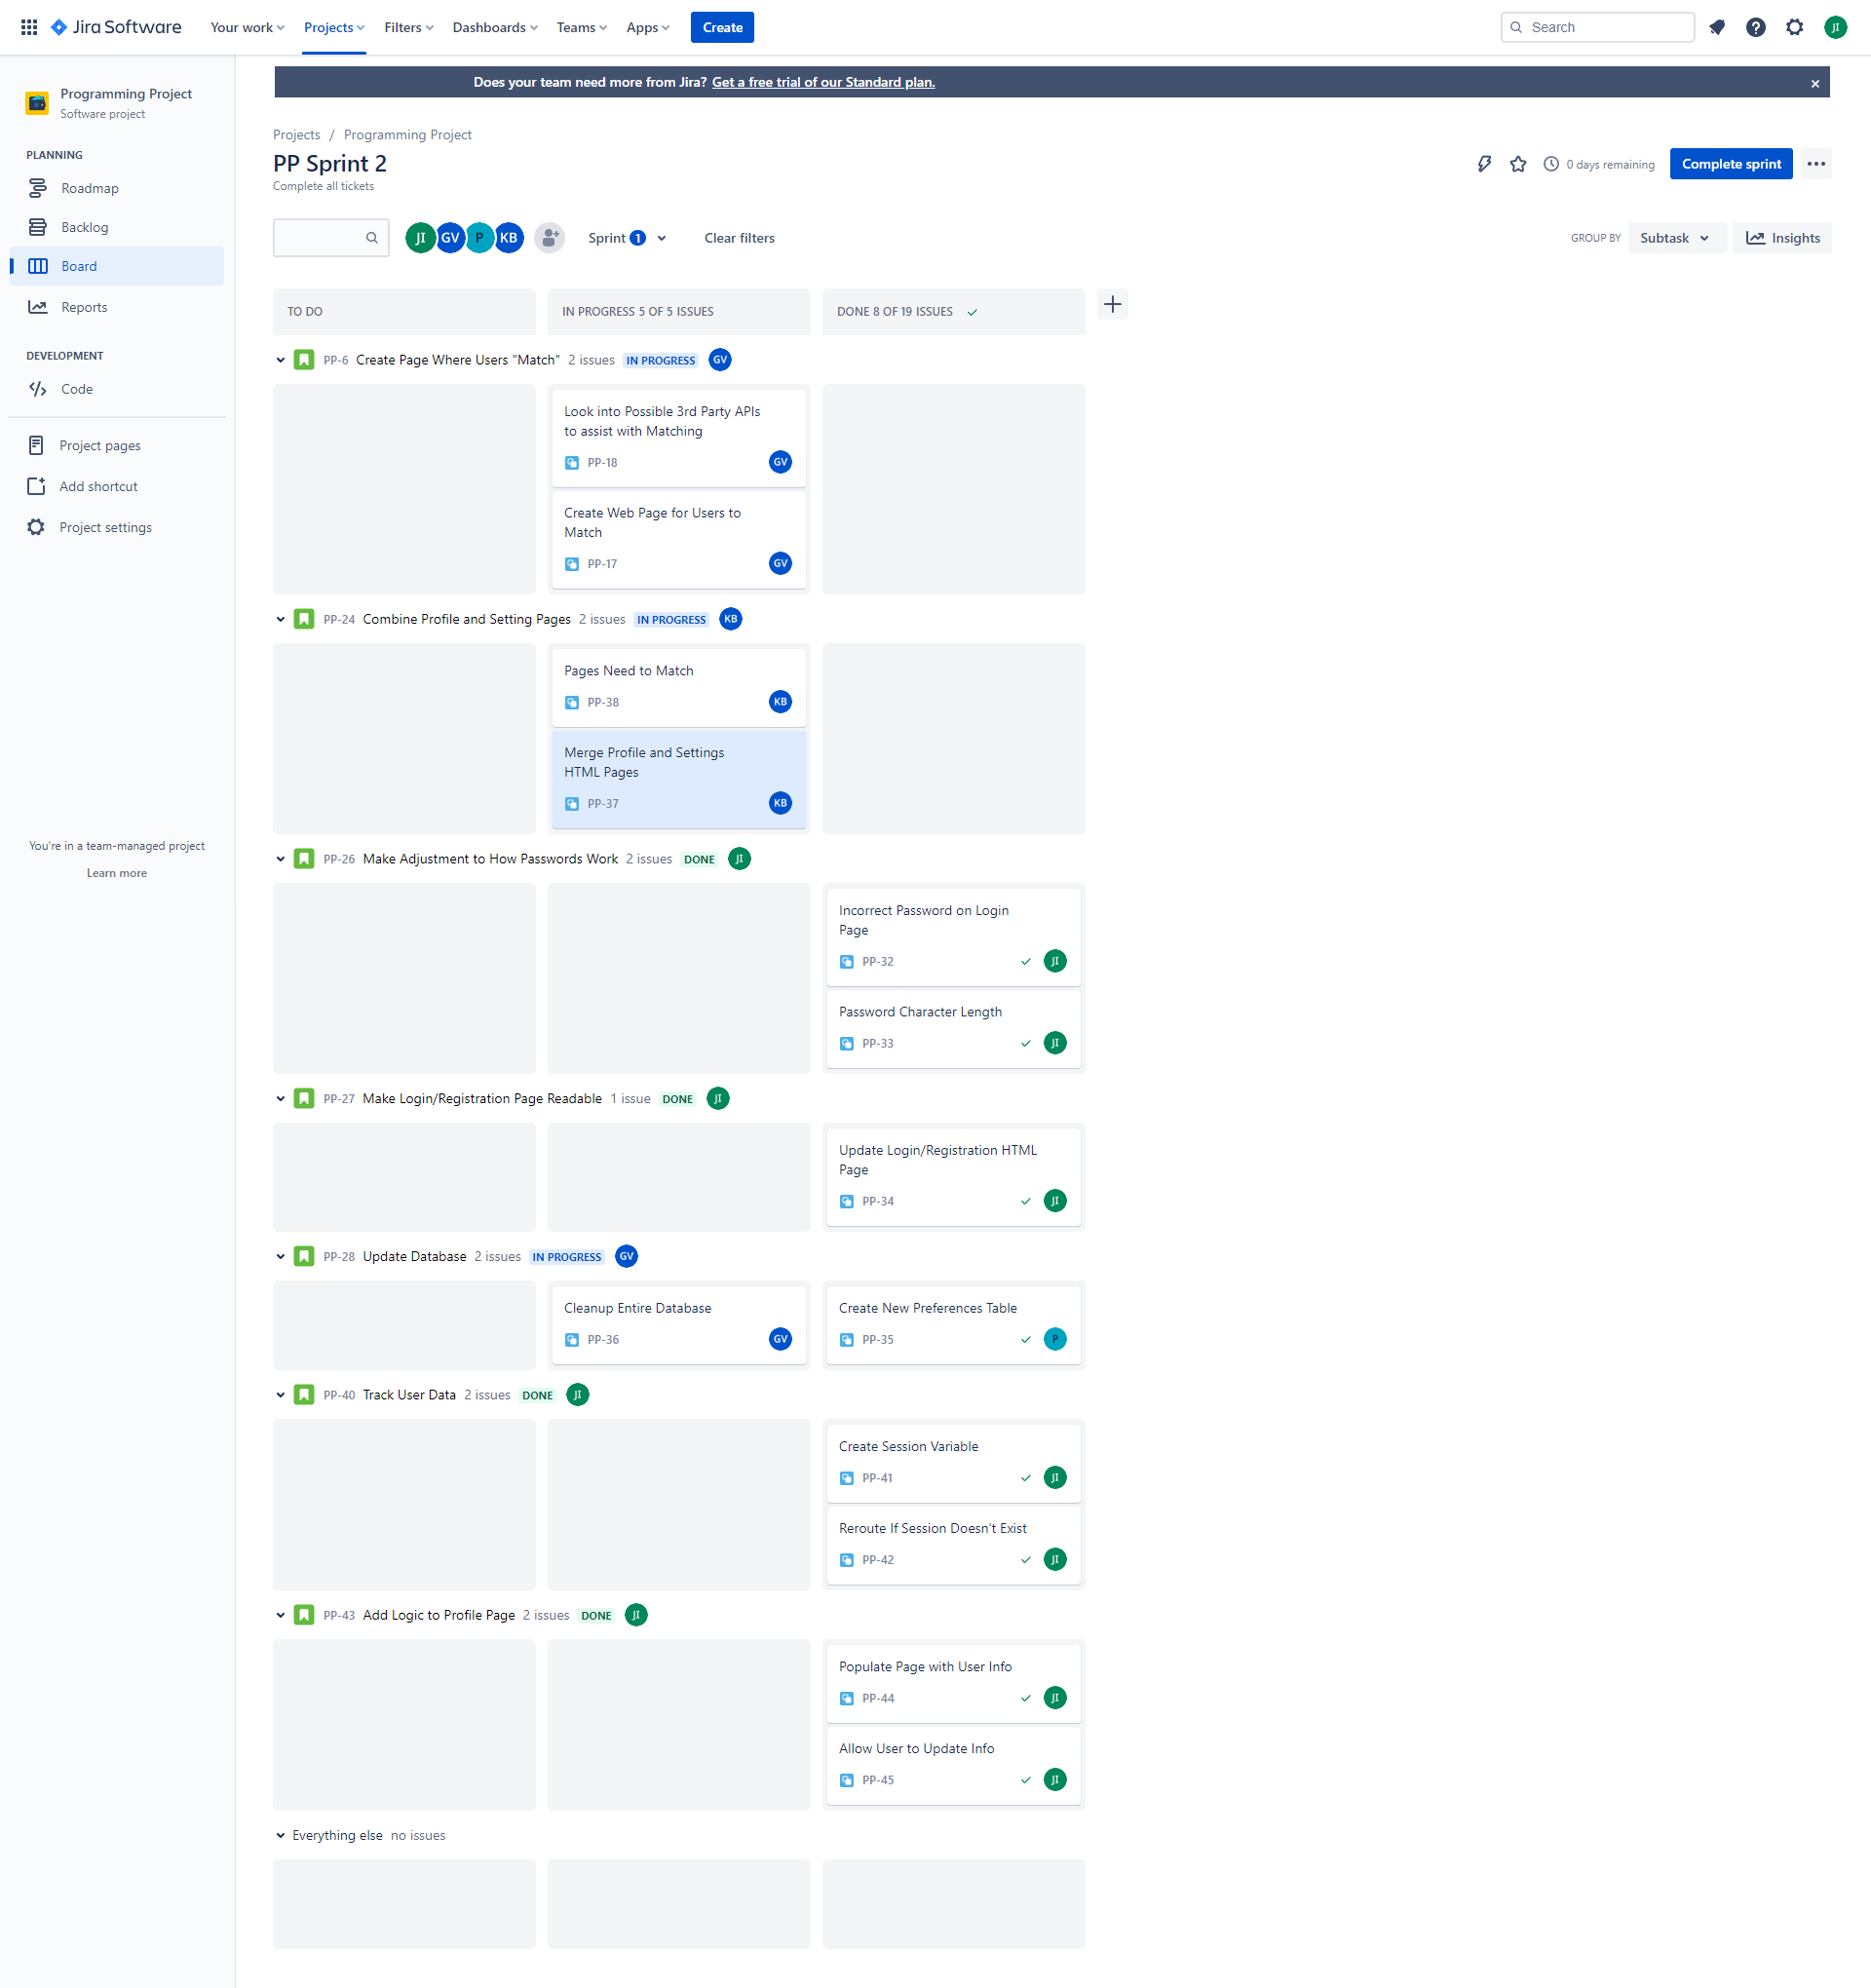 Jira Software
Your work
Projects
Filters
Dashboards
Teams
Apps
Create
Search
JI
Programming Project
Software project
PLANNING
Roadmap
Backlog
Board
Reports
DEVELOPMENT
Code
Project pages
Add shortcut
Project settings
You're in a team-managed project
Learn more
Does your team need more from Jira? Get a free trial of our Standard plan.
Projects / Programming Project
PP Sprint 2
Complete all tickets
0 days remaining
Complete sprint
JI GV P KB
Sprint 1
Clear filters
GROUP BY
Subtask
Insights
TO DO
IN PROGRESS 5 OF 5 ISSUES
DONE 8 OF 19 ISSUES
PP-6 Create Page Where Users "Match" 2 issues IN PROGRESS GV
Look into Possible 3rd Party APIs
to assist with Matching
PP-18 GV
Create Web Page for Users to
Match
PP-17 GV
PP-24 Combine Profile and Setting Pages 2 issues IN PROGRESS KB
Pages Need to Match
PP-38 KB
Merge Profile and Settings
HTML Pages
PP-37 KB
PP-26 Make Adjustment to How Passwords Work 2 issues DONE JI
Incorrect Password on Login
Page
PP-32 JI
Password Character Length
PP-33 JI
PP-27 Make Login/Registration Page Readable 1 issue DONE JI
Update Login/Registration HTML
Page
PP-34 JI
PP-28 Update Database 2 issues IN PROGRESS GV
Cleanup Entire Database
PP-36 GV
Create New Preferences Table
PP-35 P
PP-40 Track User Data 2 issues DONE JI
Create Session Variable
PP-41 JI
Reroute If Session Doesn't Exist
PP-42 JI
PP-43 Add Logic to Profile Page 2 issues DONE JI
Populate Page with User Info
PP-44 JI
Allow User to Update Info
PP-45 JI
Everything else no issues